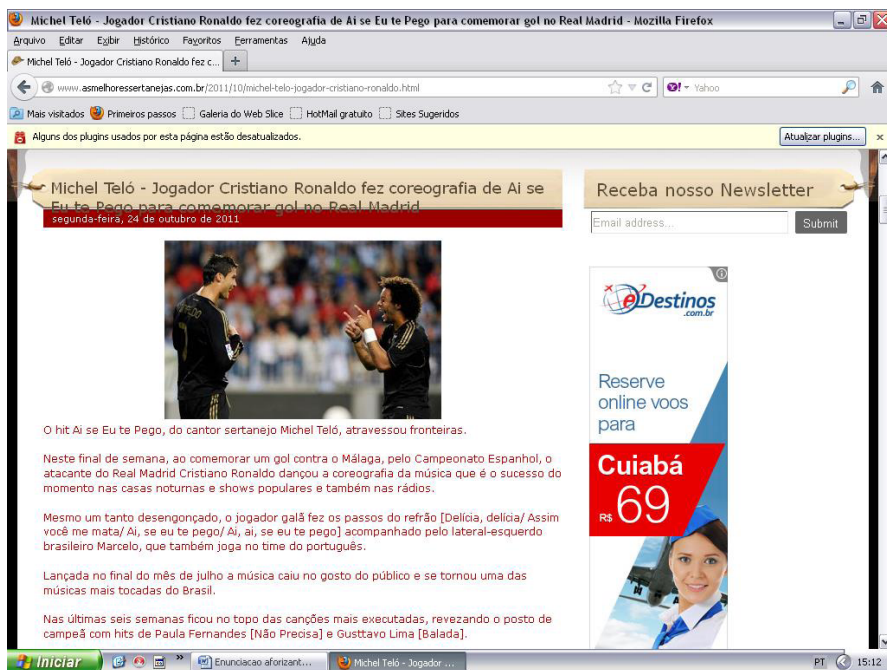 Michel Teló - Jogador Cristiano Ronaldo fez coreografia de Ai se Eu te Pego para comemorar gol no Real Madrid - Mozilla Firefox
Arquivo Editar Exibir Histórico Favoritos Ferramentas Ajuda
Michel Teló - Jogador Cristiano Ronaldo fez c... +
www.asmelhoressertanejas.com.br/2011/10/michel-telo-jogador-cristiano-ronaldo.html Yahoo
Mais visitados Primeiros passos Galeria do Web Slice HotMail gratuito Sites Sugeridos
Alguns dos plugins usados por esta página estão desatualizados. Atualizar plugins...
Michel Teló - Jogador Cristiano Ronaldo fez coreografia de Ai se
Eu te Pego para comemorar gol no Real Madrid
segunda-feira, 24 de outubro de 2011
O hit Ai se Eu te Pego, do cantor sertanejo Michel Teló, atravessou fronteiras.
Neste final de semana, ao comemorar um gol contra o Málaga, pelo Campeonato Espanhol, o
atacante do Real Madrid Cristiano Ronaldo dançou a coreografia da música que é o sucesso do
momento nas casas noturnas e shows populares e também nas rádios.
Mesmo um tanto desengonçado, o jogador galã fez os passos do refrão [Delícia, delícia/ Assim
você me mata/ Ai, se eu te pego/ Ai, ai, se eu te pego] acompanhado pelo lateral-esquerdo
brasileiro Marcelo, que também joga no time do português.
Lançada no final do mês de julho a música caiu no gosto do público e se tornou uma das
músicas mais tocadas do Brasil.
Nas últimas seis semanas ficou no topo das canções mais executadas, revezando o posto de
campeã com hits de Paula Fernandes [Não Precisa] e Gusttavo Lima [Balada].
Receba nosso Newsletter
Email address... Submit
eDestinos
.com.br
Reserve
online voos
para
Cuiabá
R$ 69
Iniciar Enunciacao aforizant... Michel Teló - Jogador ... PT 15:12